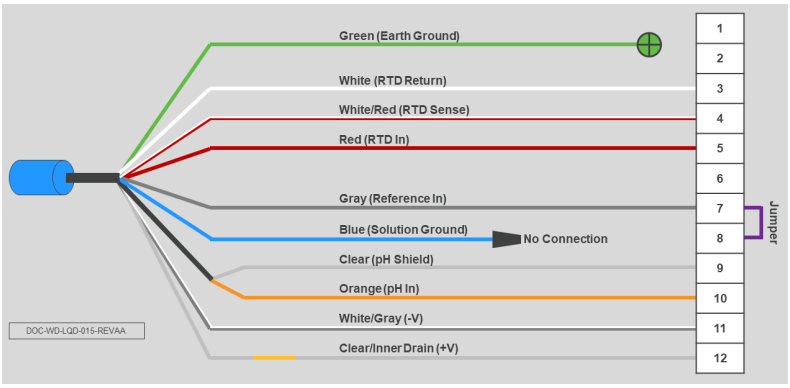 Green (Earth Ground)
1
2
White (RTD Return)
3
White/Red (RTD Sense)
4
Red (RTD In)
5
6
Gray (Reference In)
7
Blue (Solution Ground)
No Connection
8
Jumper
Clear (pH Shield)
9
Orange (pH In)
10
White/Gray (-V)
11
DOC-WD-LQD-015-REVAA
Clear/Inner Drain (+V)
12